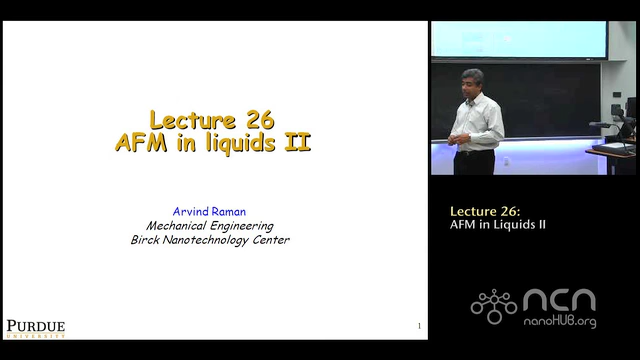 Lecture 26
AFM in liquids II
Arvind Raman
Mechanical Engineering
Birck Nanotechnology Center
PURDUE
UNIVERSITY
1
Lecture 26:
AFM in Liquids II
ncn
nanoHUB.org